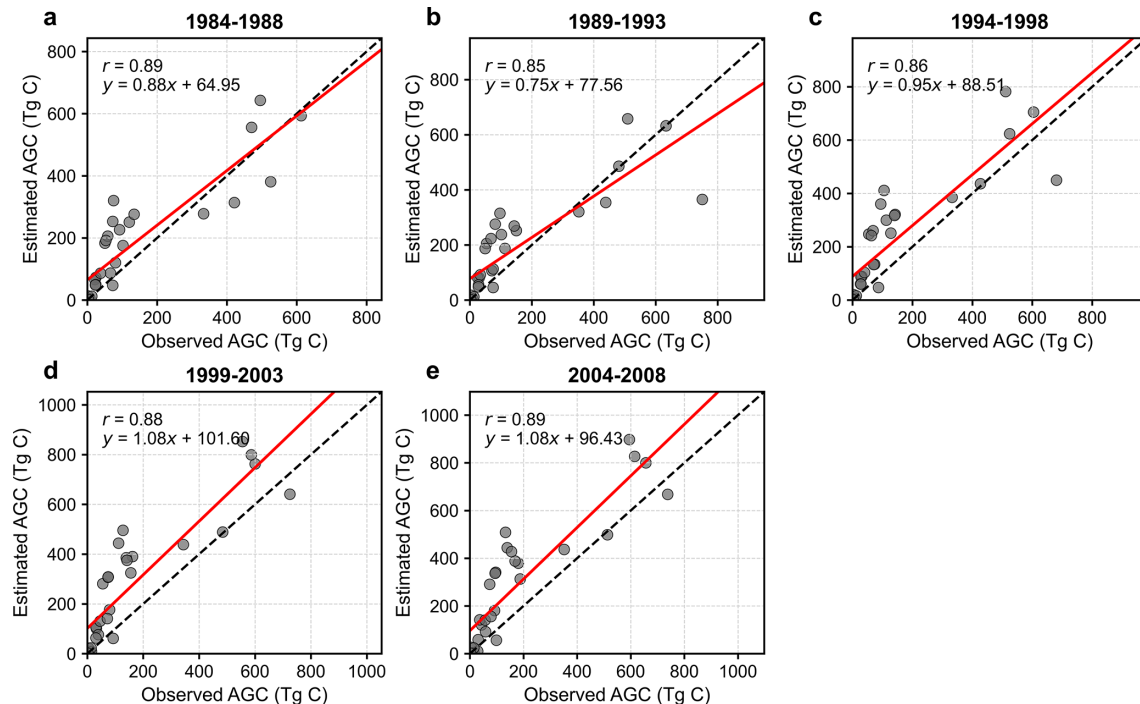 a 1984-1988
r = 0.89
y = 0.88x + 64.95
800
600
400
200
0
0 200 400 600 800
Observed AGC (Tg C)
Estimated AGC (Tg C)
b 1989-1993
r = 0.85
y = 0.75x + 77.56
800
600
400
200
0
0 200 400 600 800
Observed AGC (Tg C)
Estimated AGC (Tg C)
c 1994-1998
r = 0.86
y = 0.95x + 88.51
800
600
400
200
0
0 200 400 600 800
Observed AGC (Tg C)
Estimated AGC (Tg C)
d 1999-2003
r = 0.88
y = 1.08x + 101.60
1000
800
600
400
200
0
0 200 400 600 800 1000
Observed AGC (Tg C)
Estimated AGC (Tg C)
e 2004-2008
r = 0.89
y = 1.08x + 96.43
1000
800
600
400
200
0
0 200 400 600 800 1000
Observed AGC (Tg C)
Estimated AGC (Tg C)